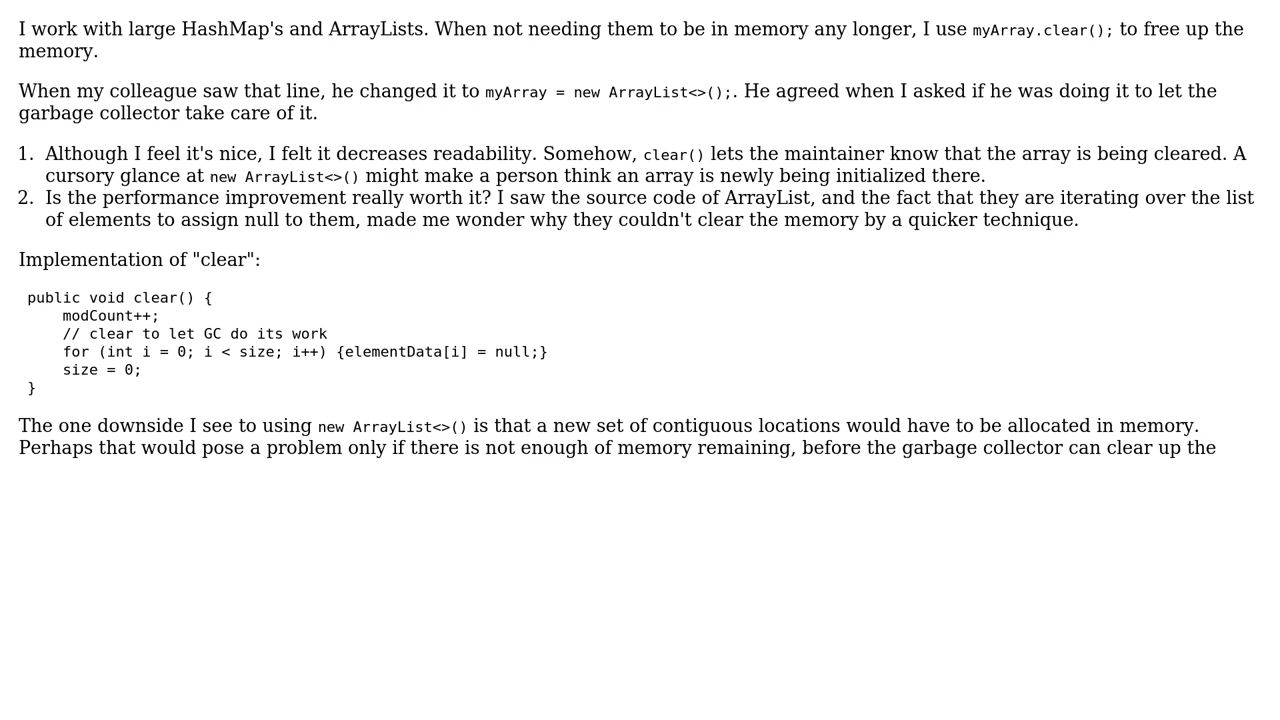 I work with large HashMap's and ArrayLists. When not needing them to be in memory any longer, I use myArray.clear(); to free up the
memory.
When my colleague saw that line, he changed it to myArray = new ArrayList<>();. He agreed when I asked if he was doing it to let the
garbage collector take care of it.
1. Although I feel it's nice, I felt it decreases readability. Somehow, clear() lets the maintainer know that the array is being cleared. A
cursory glance at new ArrayList<>() might make a person think an array is newly being initialized there.
2. Is the performance improvement really worth it? I saw the source code of ArrayList, and the fact that they are iterating over the list
of elements to assign null to them, made me wonder why they couldn't clear the memory by a quicker technique.
Implementation of "clear":
public void clear() {
    modCount++;
    // clear to let GC do its work
    for (int i = 0; i < size; i++) {elementData[i] = null;}
    size = 0;
}
The one downside I see to using new ArrayList<>() is that a new set of contiguous locations would have to be allocated in memory.
Perhaps that would pose a problem only if there is not enough of memory remaining, before the garbage collector can clear up the